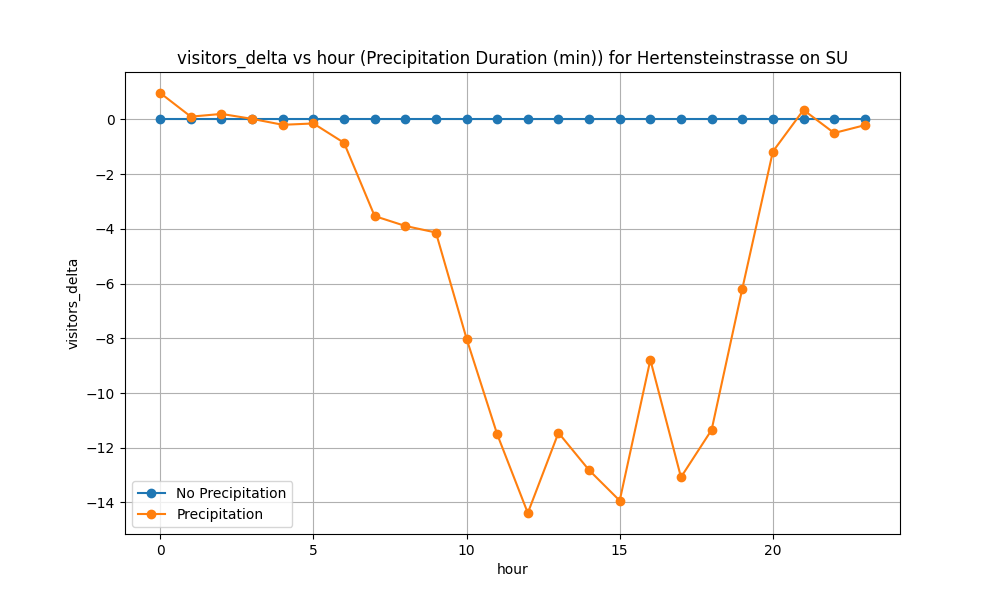 visitors_delta vs hour (Precipitation Duration (min)) for Hertensteinstrasse on SU
visitors_delta
0
−2
−4
−6
−8
−10
−12
−14
No Precipitation
Precipitation
0 5 10 15 20
hour